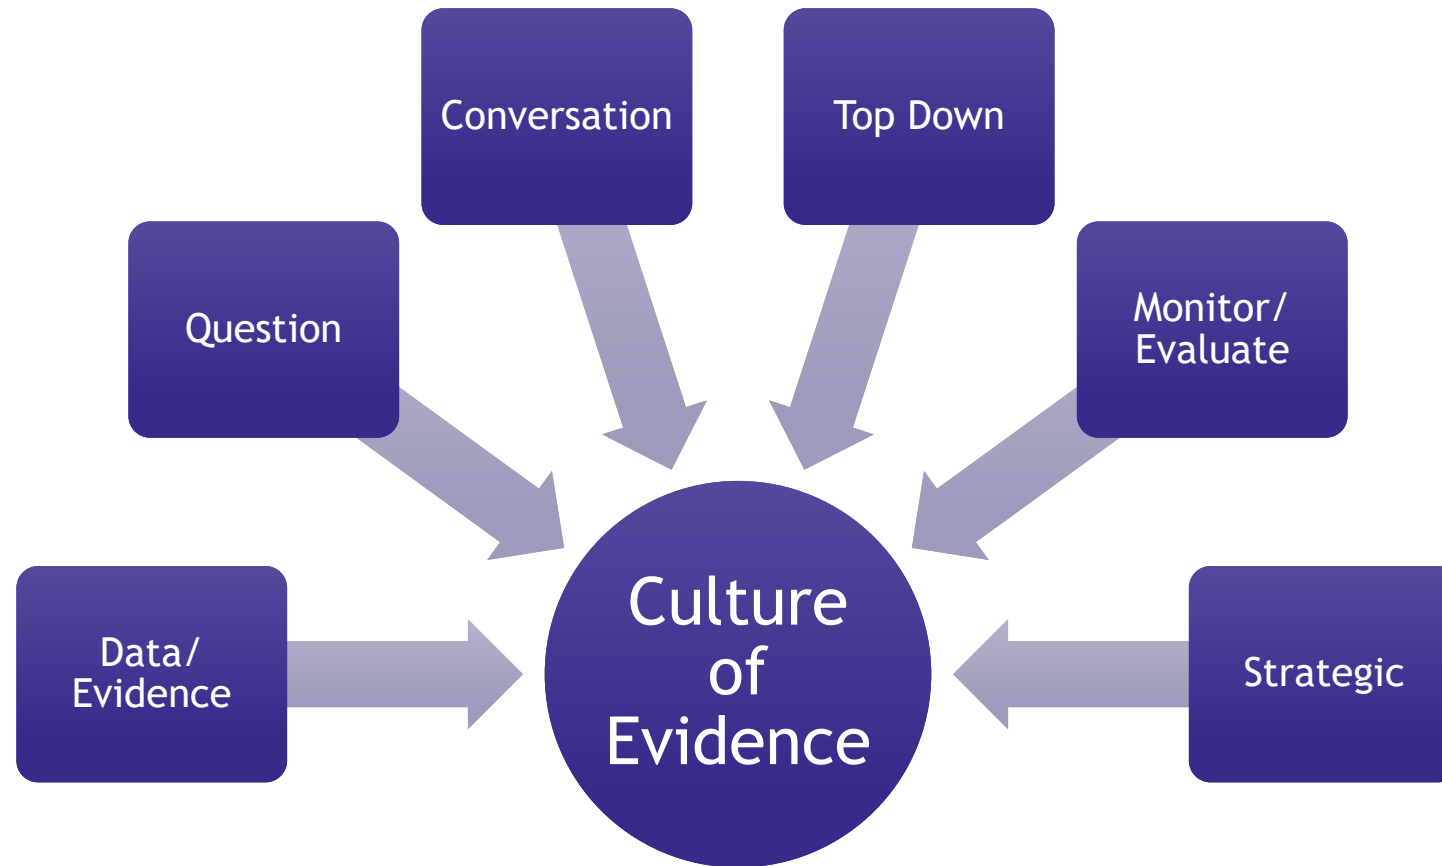 Conversation
Top Down
Question
Monitor/
Evaluate
Data/
Evidence
Culture
of
Evidence
Strategic